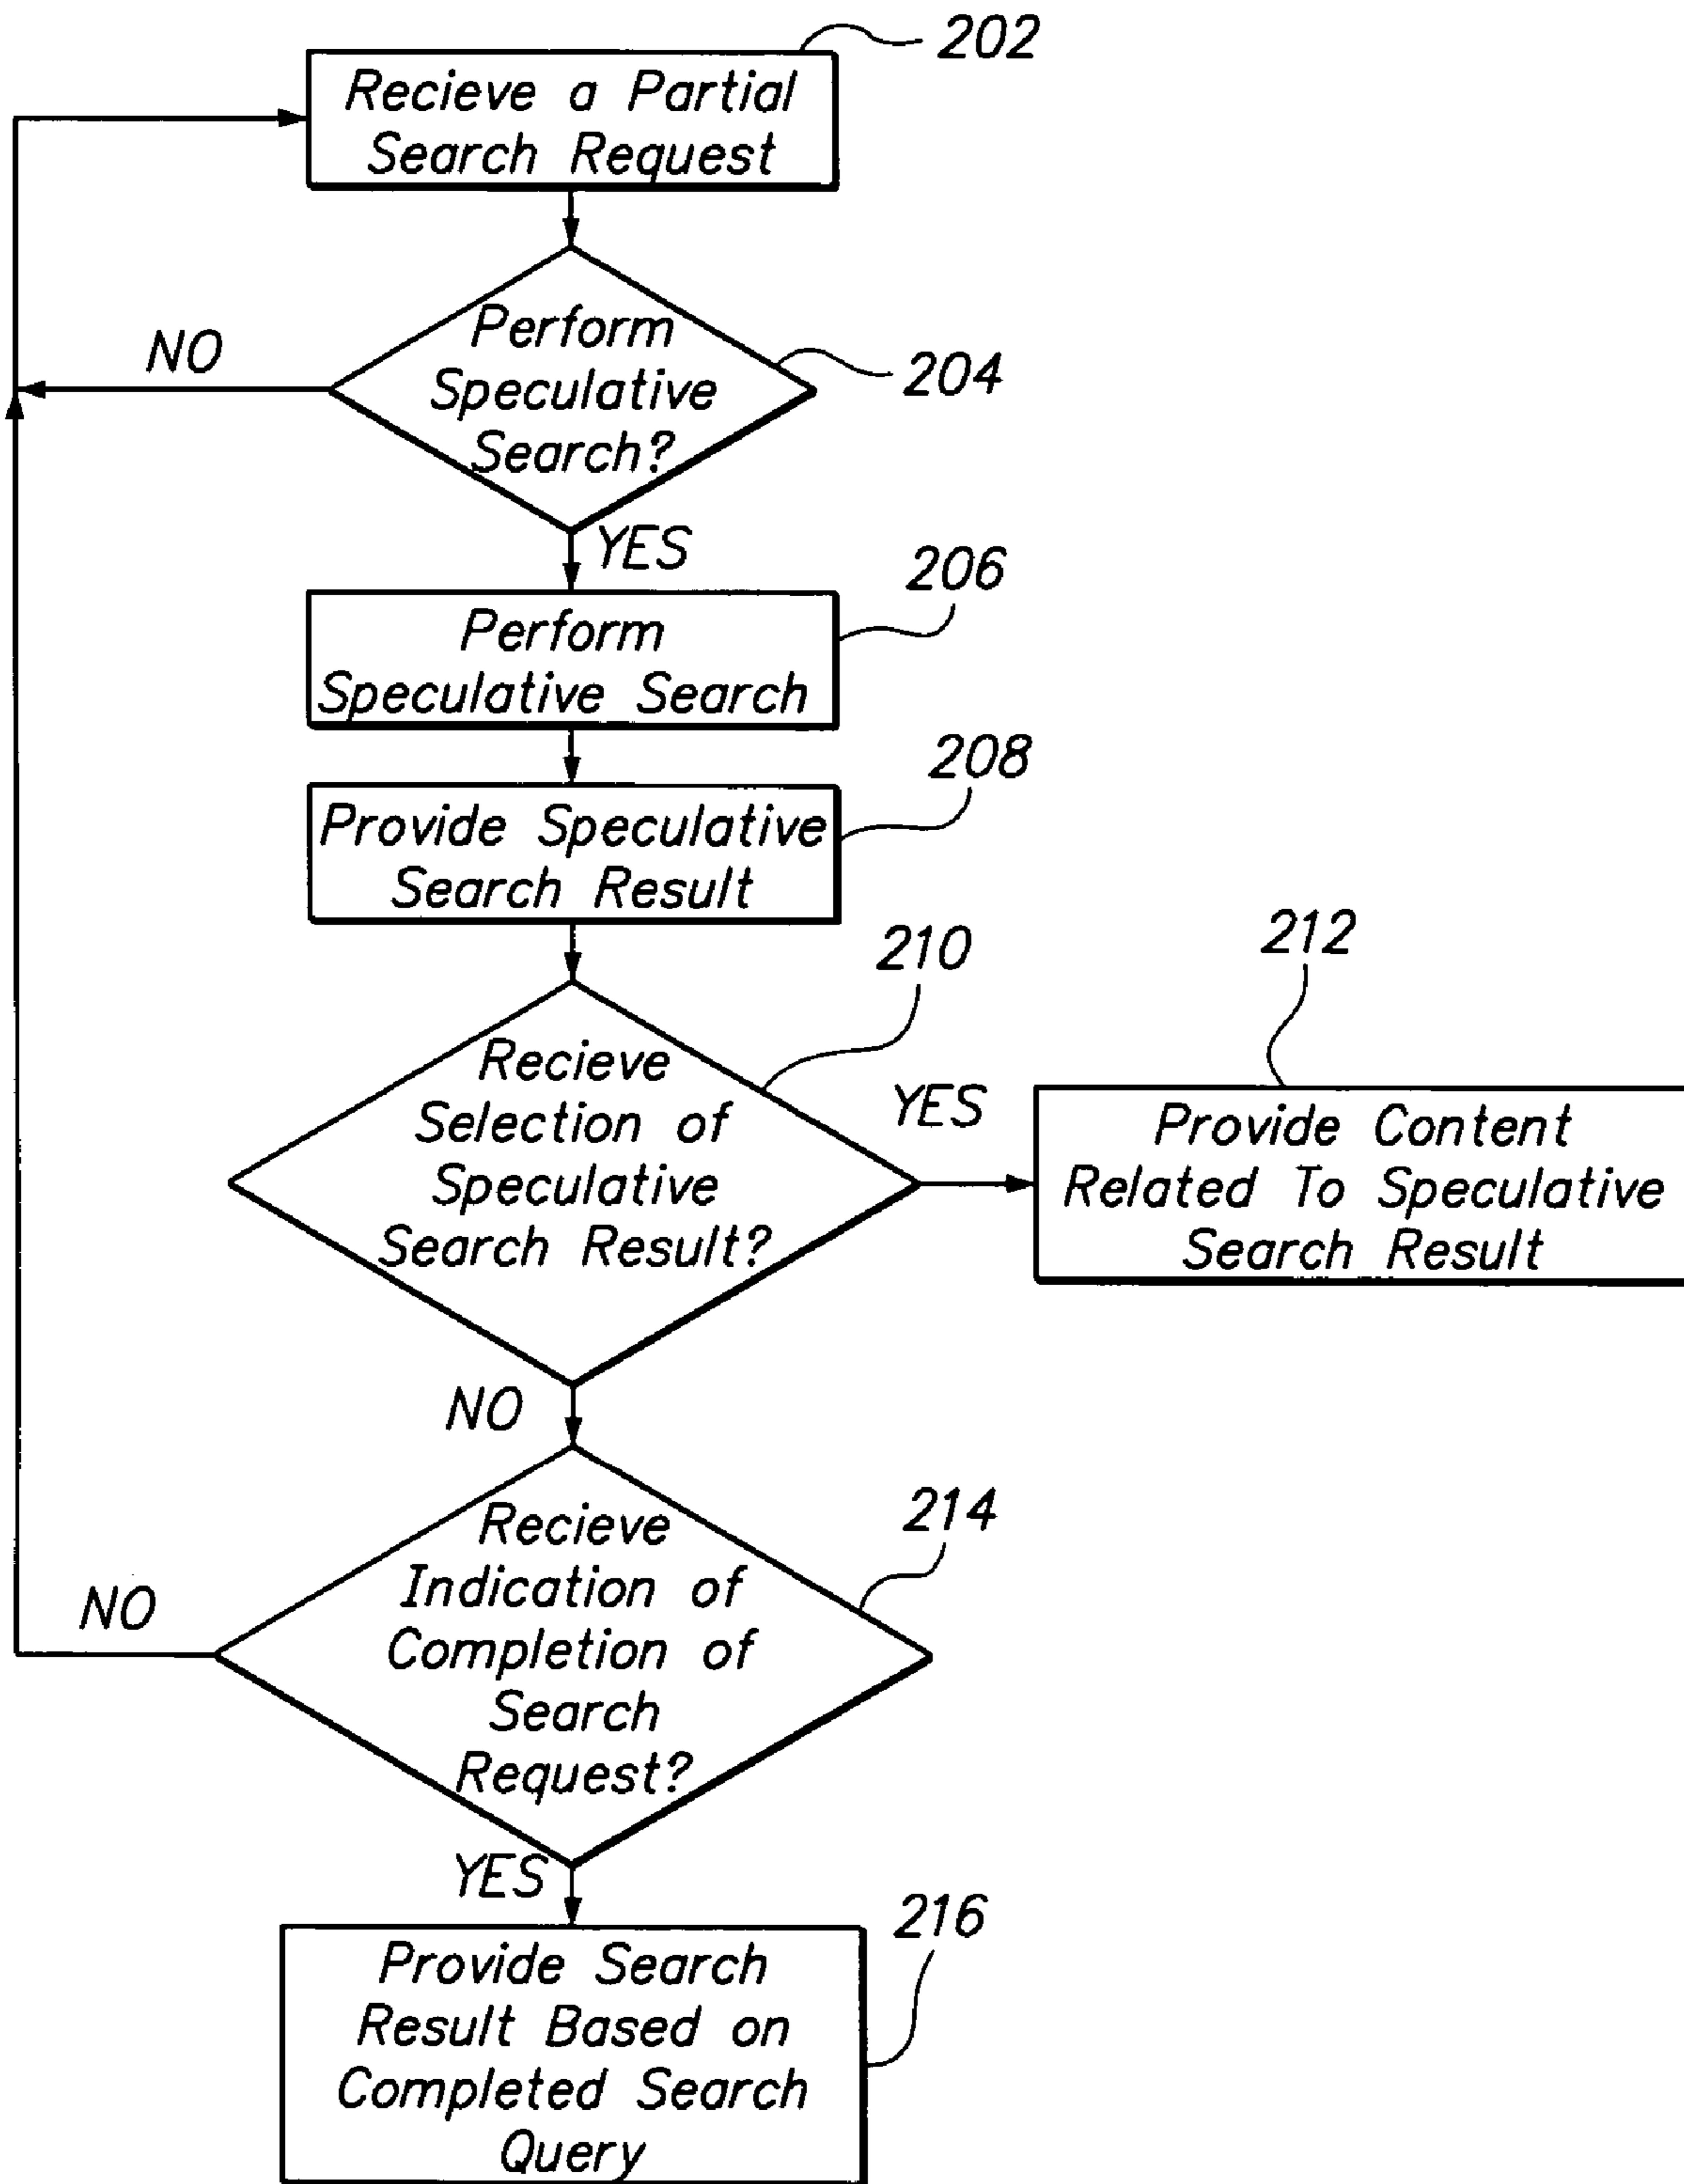 202
Recieve a Partial
Search Request
Perform
Speculative
Search?
204
NO
YES
206
Perform
Speculative Search
208
Provide Speculative
Search Result
210
212
Recieve
Selection of
Speculative
Search Result?
YES
Provide Content
Related To Speculative
Search Result
NO
214
Recieve
Indication of
Completion of
Search
Request?
NO
YES
216
Provide Search
Result Based on
Completed Search
Query